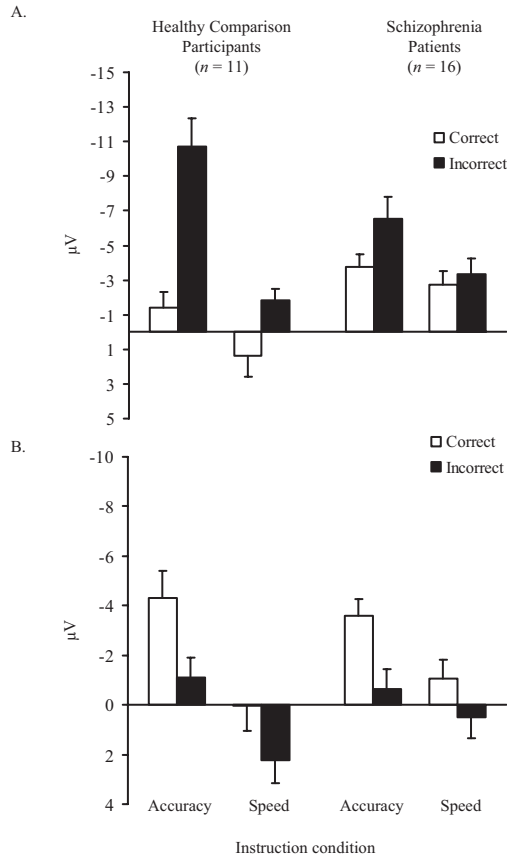 A.
Healthy Comparison
Participants
(n = 11)
Schizophrenia
Patients
(n = 16)
-15
-13
-11
-9
-7
-5
-3
-1
1
3
5
µV
Correct
Incorrect
B.
Correct
Incorrect
-10
-8
-6
-4
-2
0
2
4
µV
Accuracy Speed Accuracy Speed
Instruction condition